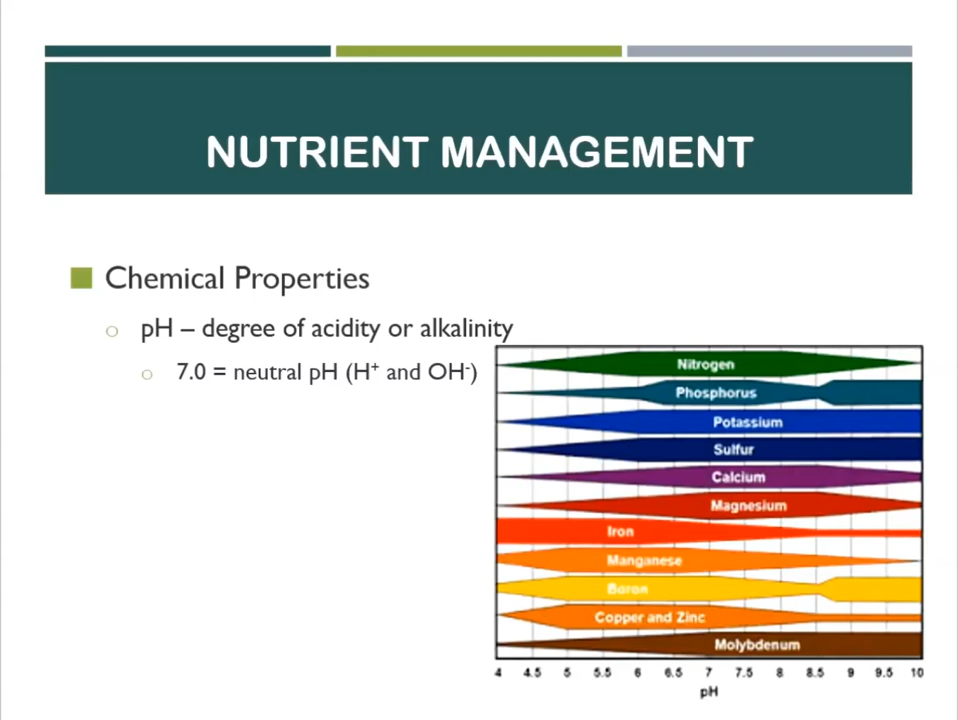 NUTRIENT MANAGEMENT
Chemical Properties
pH – degree of acidity or alkalinity
7.0 = neutral pH (H⁺ and OH⁻)
Nitrogen
Phosphorus
Potassium
Sulfur
Calcium
Magnesium
Iron
Manganese
Boron
Copper and Zinc
Molybdenum
4 4.5 5 5.5 6 6.5 7 7.5 8 8.5 9 9.5 10
pH